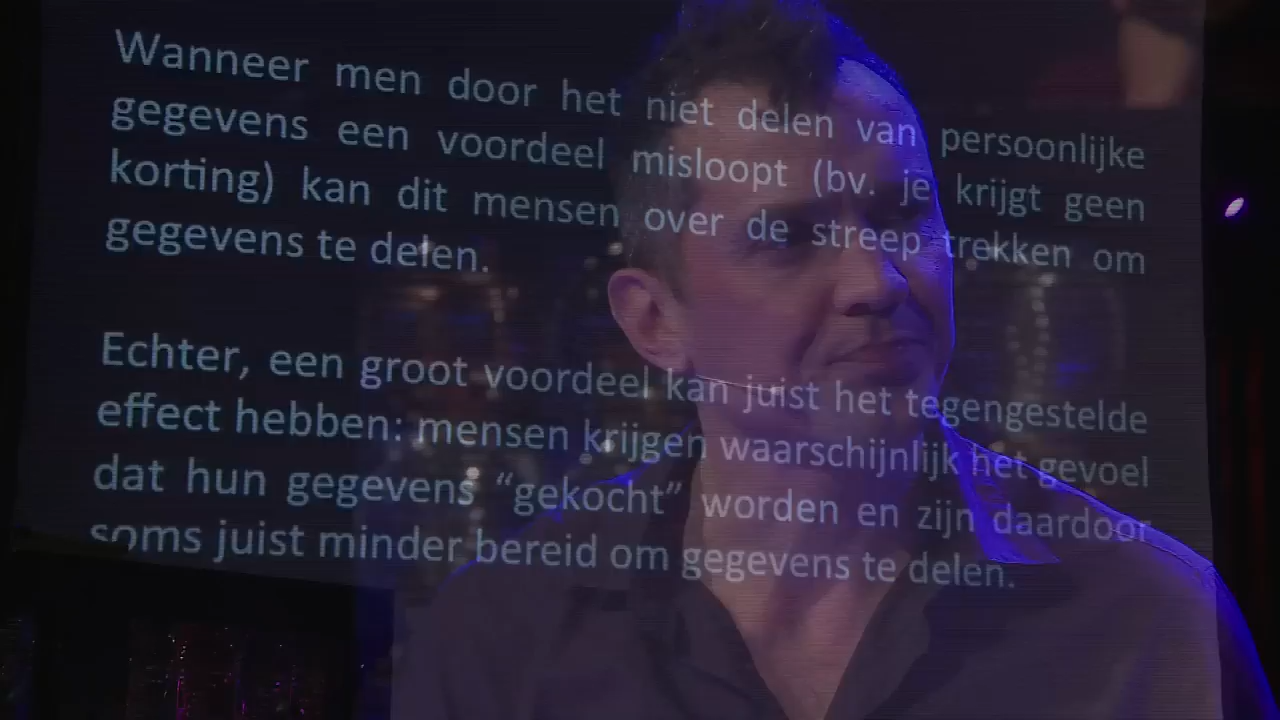 Wanneer men door het niet delen van persoonlijke
gegevens een voordeel misloopt (bv. je krijgt geen
korting) kan dit mensen over de streep trekken om
gegevens te delen.
Echter, een groot voordeel kan juist het tegengestelde
effect hebben: mensen krijgen waarschijnlijk het gevoel
dat hun gegevens “gekocht” worden en zijn daardoor
soms juist minder bereid om gegevens te delen.